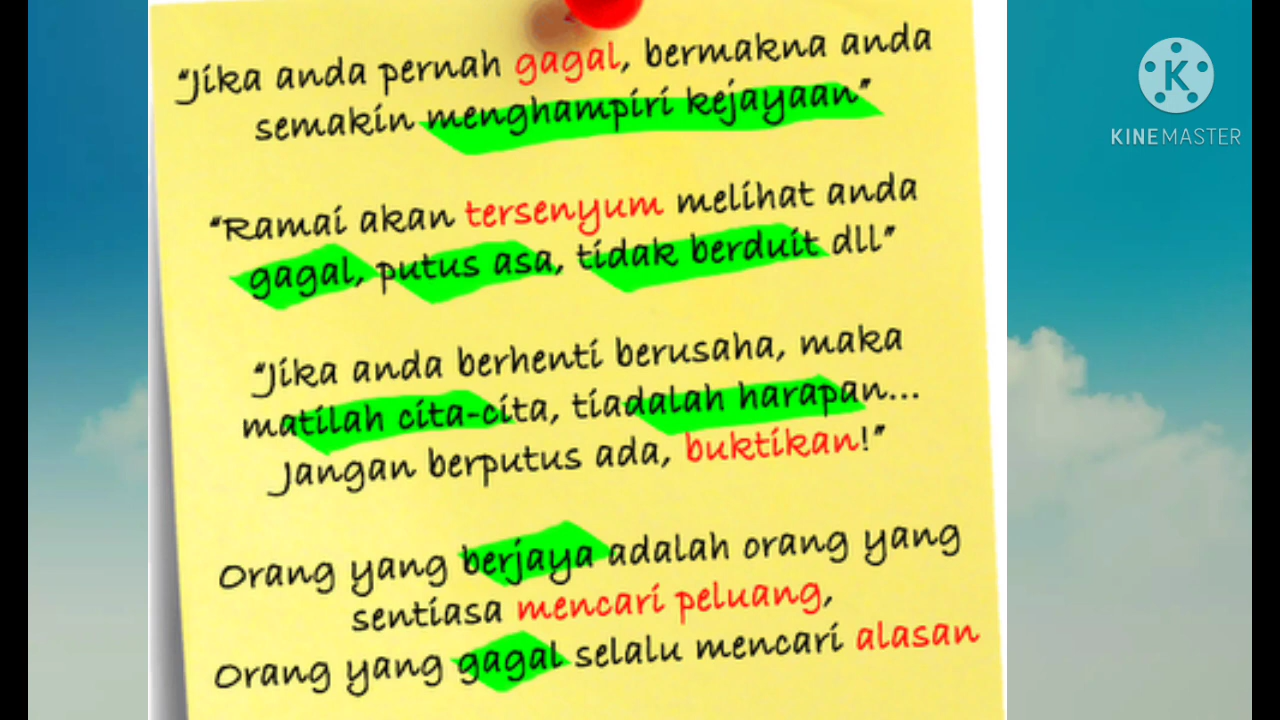 "Jika anda pernah gagal, bermakna anda
semakin menghampiri kejayaan"
"Ramai akan tersenyum melihat anda
gagal, putus asa, tidak berduit dll"
"Jika anda berhenti berusaha, maka
matilah cita-cita, tiadalah harapan...
Jangan berputus ada, buktikan!"
Orang yang berjaya adalah orang yang
sentiasa mencari peluang,
Orang yang gagal selalu mencari alasan
K
KINEMASTER